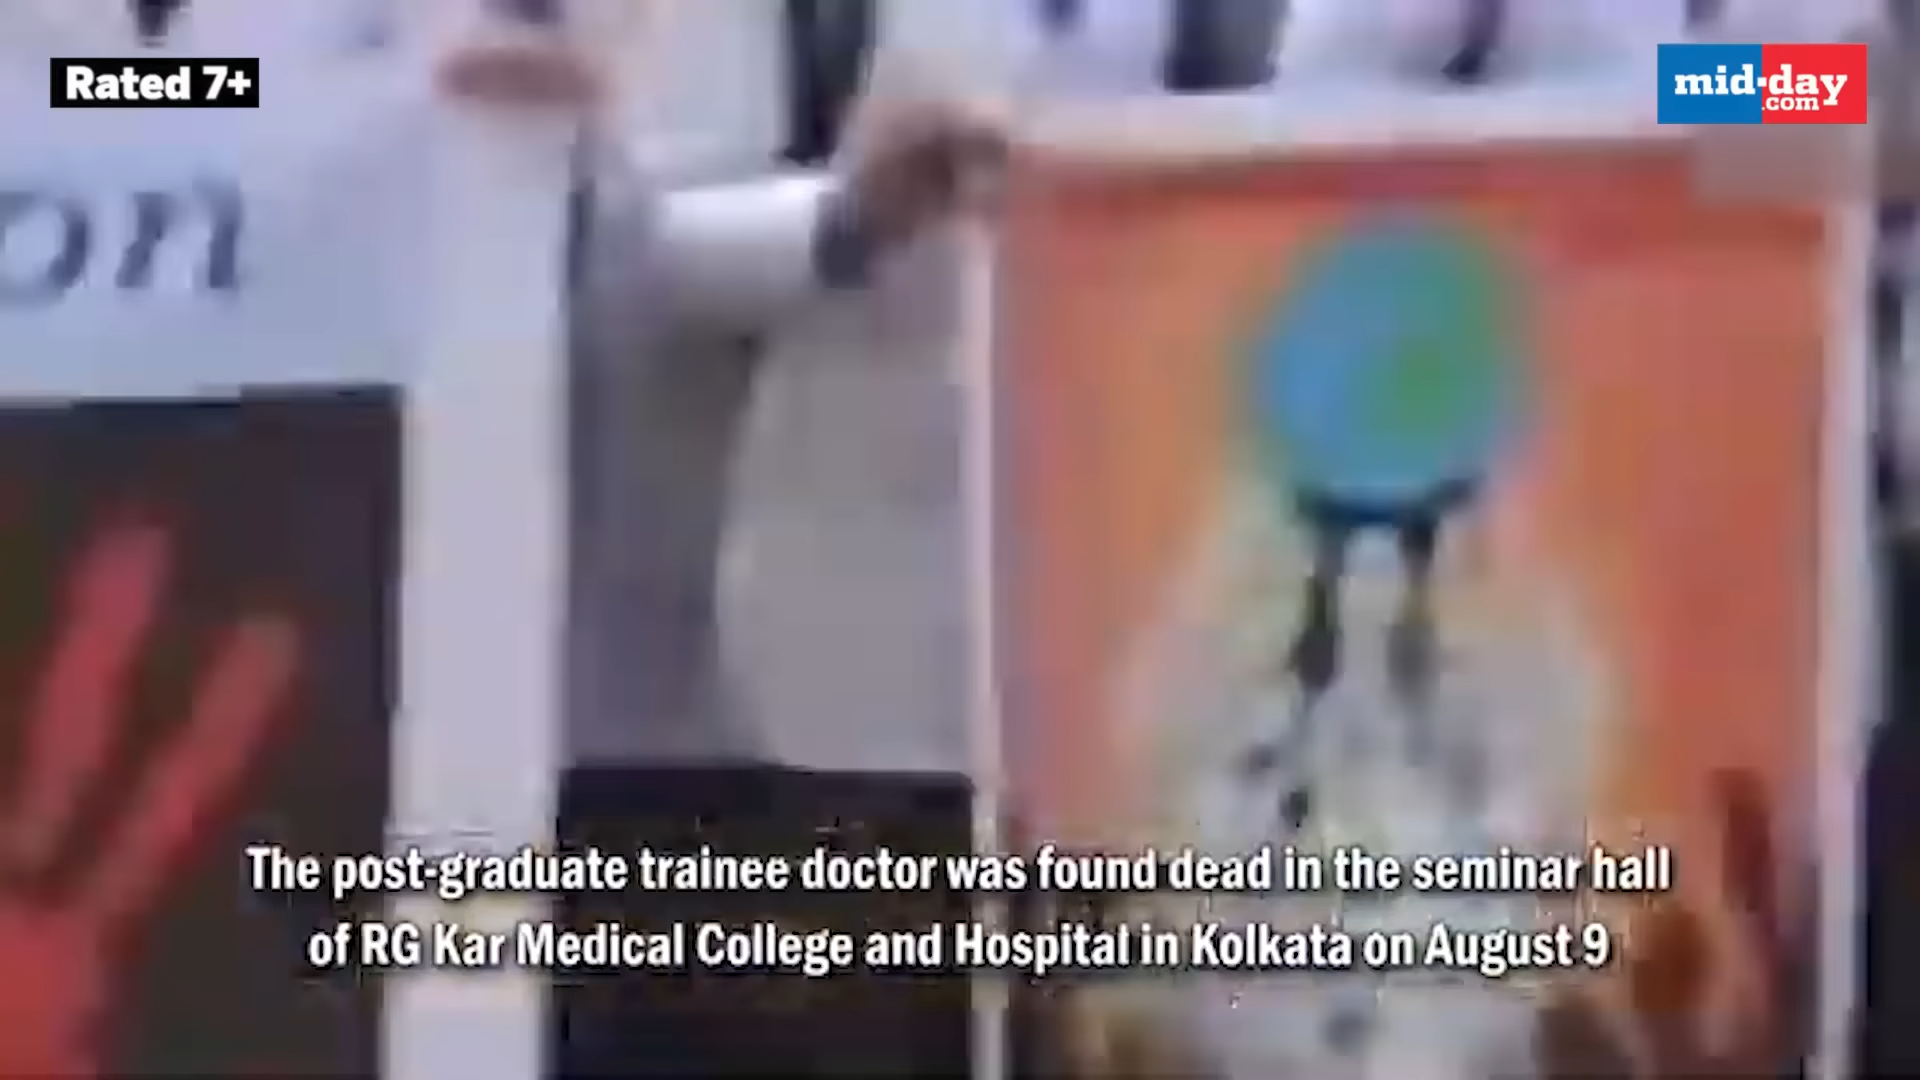 Rated 7+
mid-day
.com
on
The post-graduate trainee doctor was found dead in the seminar hall
of RG Kar Medical College and Hospital in Kolkata on August 9